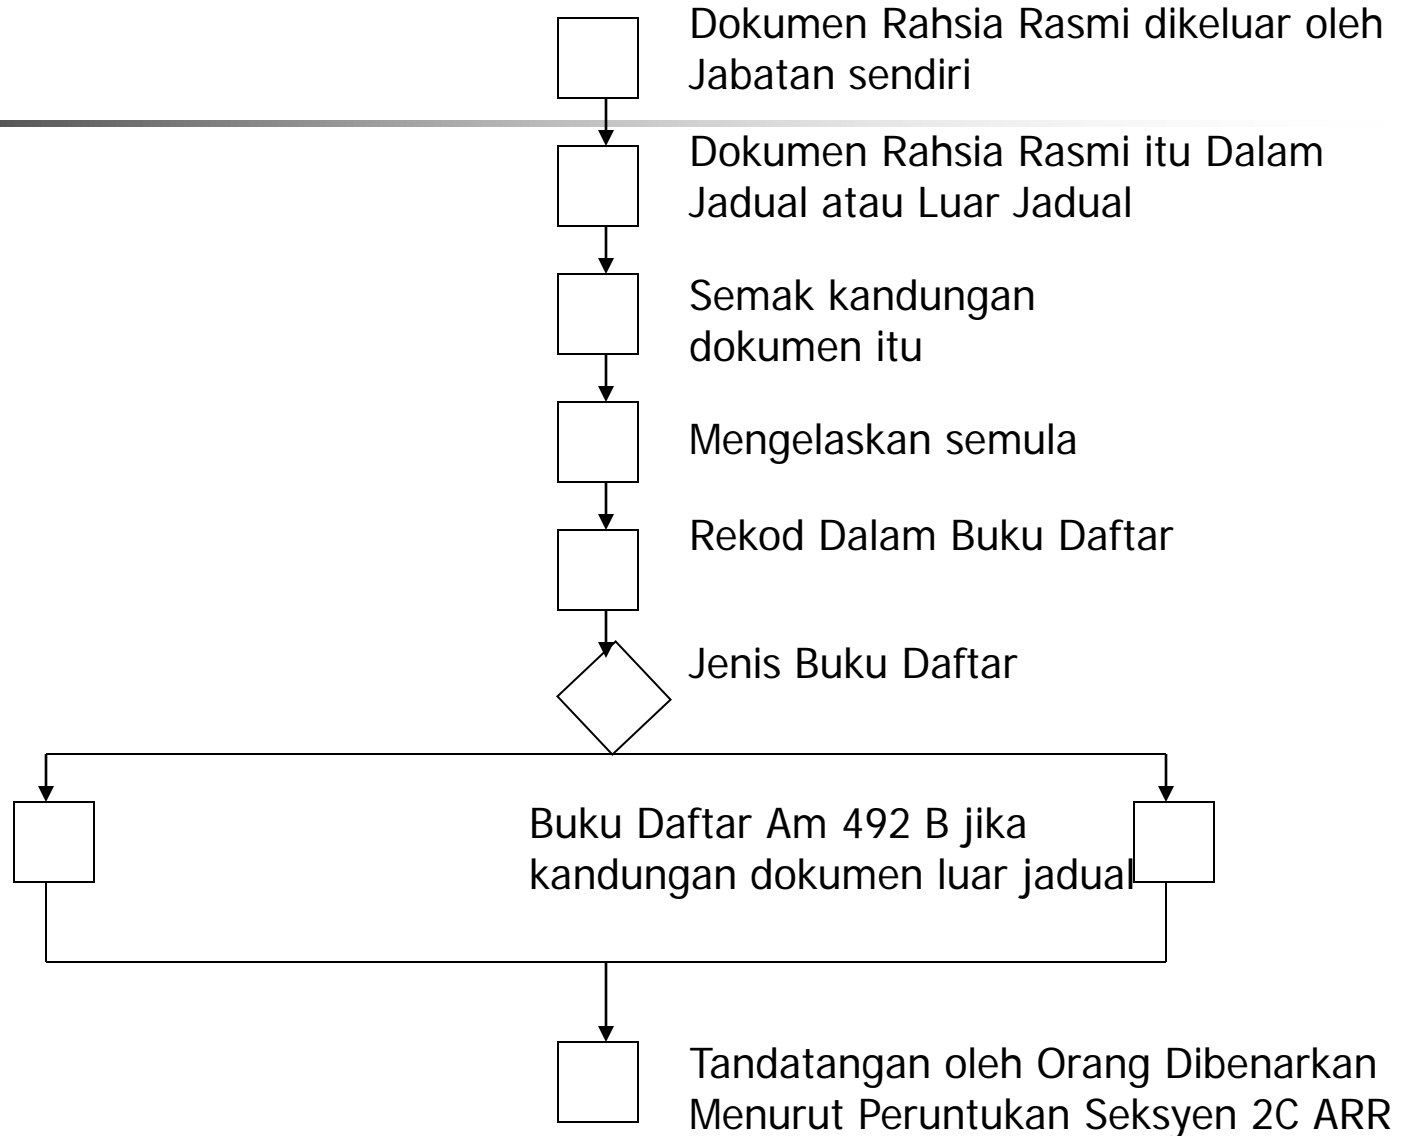 Dokumen Rahsia Rasmi dikeluar oleh
Jabatan sendiri
Dokumen Rahsia Rasmi itu Dalam
Jadual atau Luar Jadual
Semak kandungan
dokumen itu
Mengelaskan semula
Rekod Dalam Buku Daftar
Jenis Buku Daftar
Buku Daftar Am 492 B jika
kandungan dokumen luar jadual
Tandatangan oleh Orang Dibenarkan
Menurut Peruntukan Seksyen 2C ARR